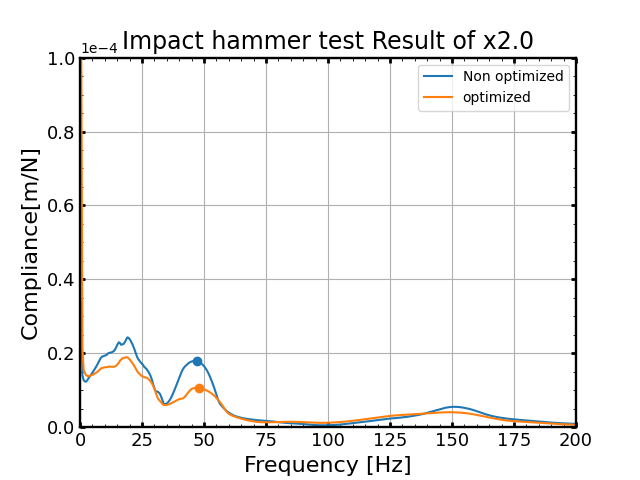 Impact hammer test Result of x2.0
1e−4
Non optimized
optimized
Compliance[m/N]
1.0
0.8
0.6
0.4
0.2
0.0
0 25 50 75 100 125 150 175 200
Frequency [Hz]